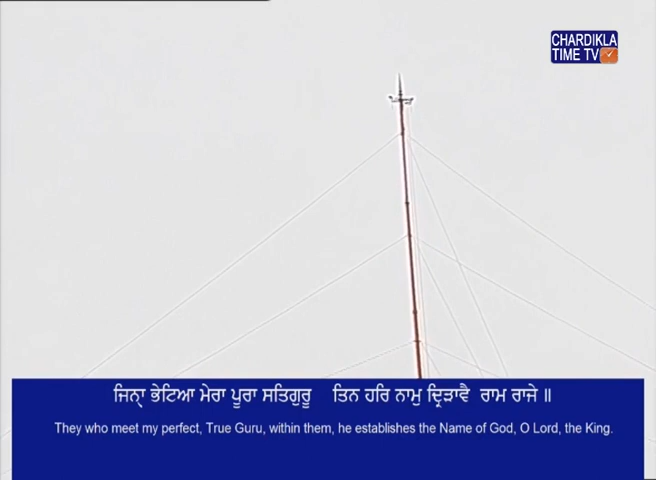 CHARDIKLA
TIME TV
ਜਿਨ੍ਹਾ ਭੇਟਿਆ ਮੇਰਾ ਪੂਰਾ ਸਤਿਗੁਰੂ ਤਿਨ ਹਰਿ ਨਾਮੁ ਦ੍ਰਿੜਾਵੈ ਰਾਮ ਰਾਜੇ ॥
They who meet my perfect, True Guru, within them, he establishes the Name of God, O Lord, the King.